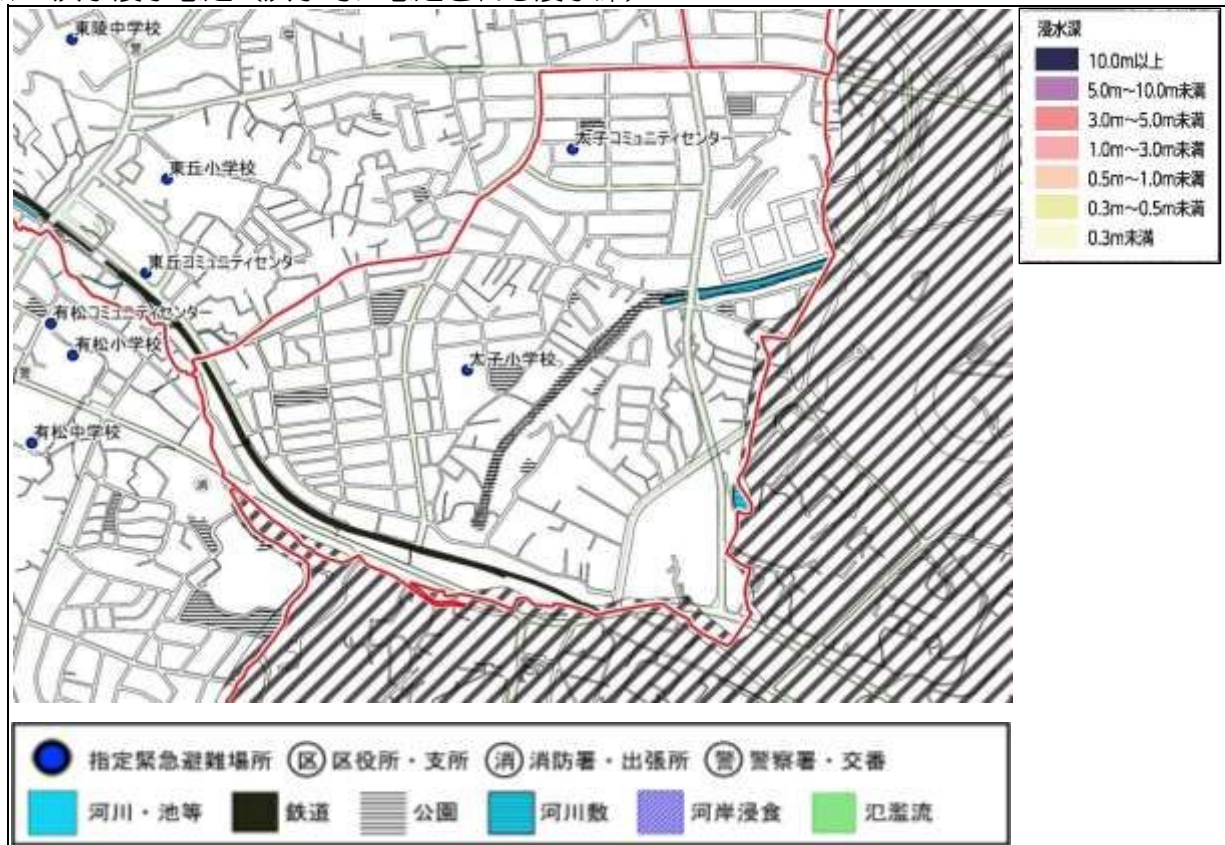 東陵中学校
太子コミュニティセンター
東丘小学校
東丘コミュニティセンター
有松コミュニティセンター
有松小学校
太子小学校
有松中学校
消
浸水深
10.0m以上
5.0m～10.0m未満
3.0m～5.0m未満
1.0m～3.0m未満
0.5m～1.0m未満
0.3m～0.5m未満
0.3m未満
指定緊急避難場所 区 区役所・支所 消 消防署・出張所 警 警察署・交番
河川・池等 鉄道 公園 河川敷 河岸浸食 氾濫流